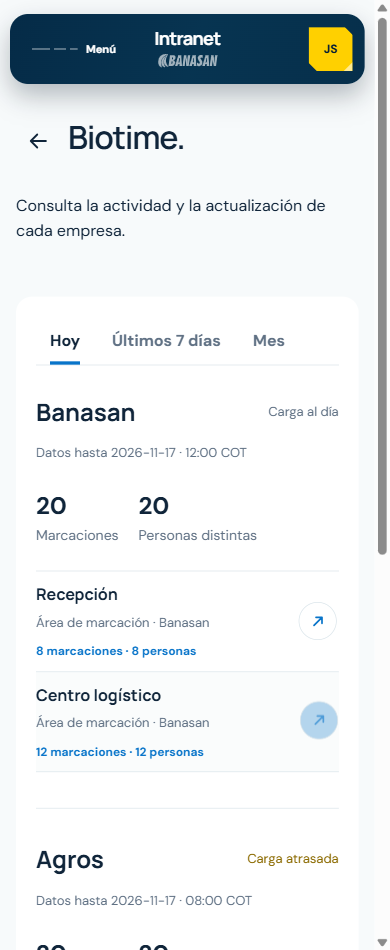 Menú
Intranet
BANASAN
JS
← Biotime.
Consulta la actividad y la actualización de
cada empresa.
Hoy Últimos 7 días Mes
Banasan Carga al día
Datos hasta 2026-11-17 · 12:00 COT
20 20
Marcaciones Personas distintas
Recepción
Área de marcación · Banasan
8 marcaciones · 8 personas
Centro logístico
Área de marcación · Banasan
12 marcaciones · 12 personas
Agros Carga atrasada
Datos hasta 2026-11-17 · 08:00 COT